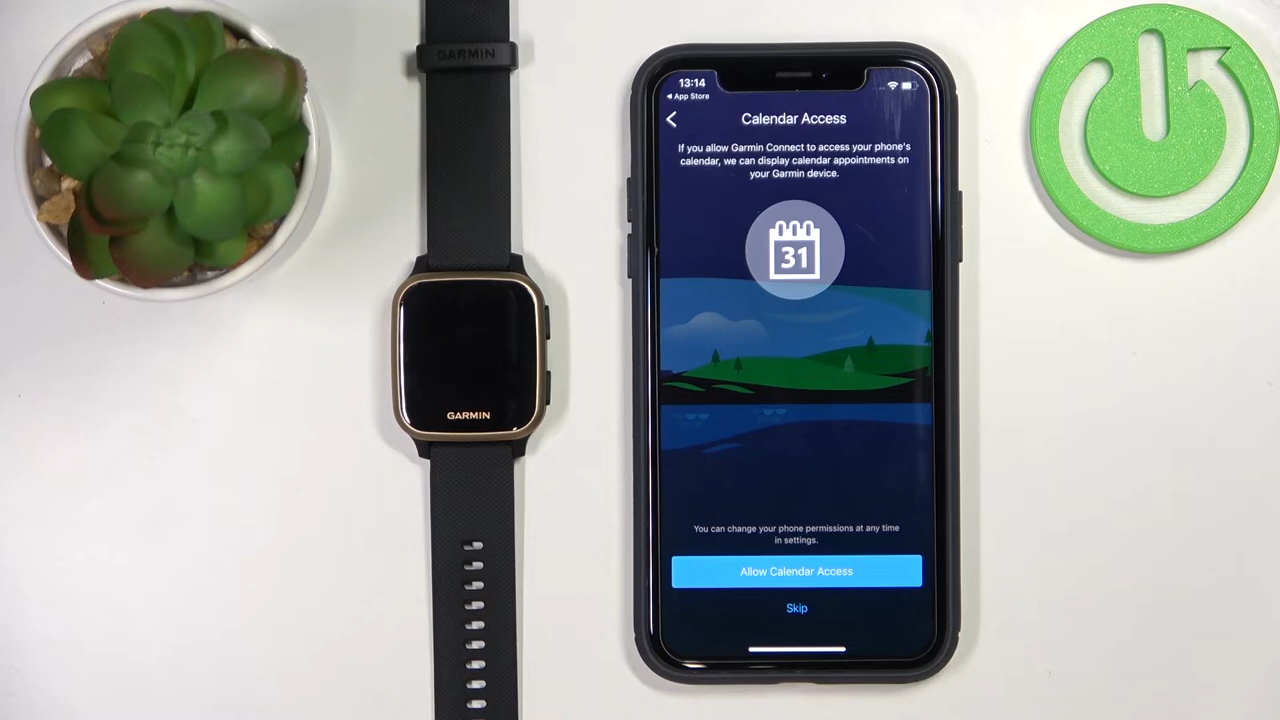 GARMIN
13:14
App Store
Calendar Access
If you allow Garmin Connect to access your phone's
calendar, we can display calendar appointments on
your Garmin device.
31
GARMIN
You can change your phone permissions at any time
in settings.
Allow Calendar Access
Skip